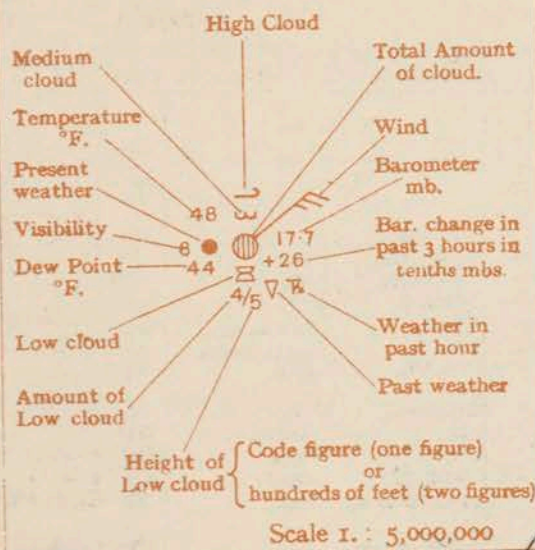 High Cloud
Medium
cloud
Total Amount
of cloud.
Temperature
°F.
Wind
Present
weather
Barometer
mb.
48
Visibility
6
17.7
Bar. change in
past 3 hours in
tenths mbs.
+26
Dew Point
°F.
44
4/5
Low cloud
Weather in
past hour
Amount of
Low cloud
Past weather
Height of
Low cloud
Code figure (one figure)
or
hundreds of feet (two figures)
Scale 1. : 5,000,000